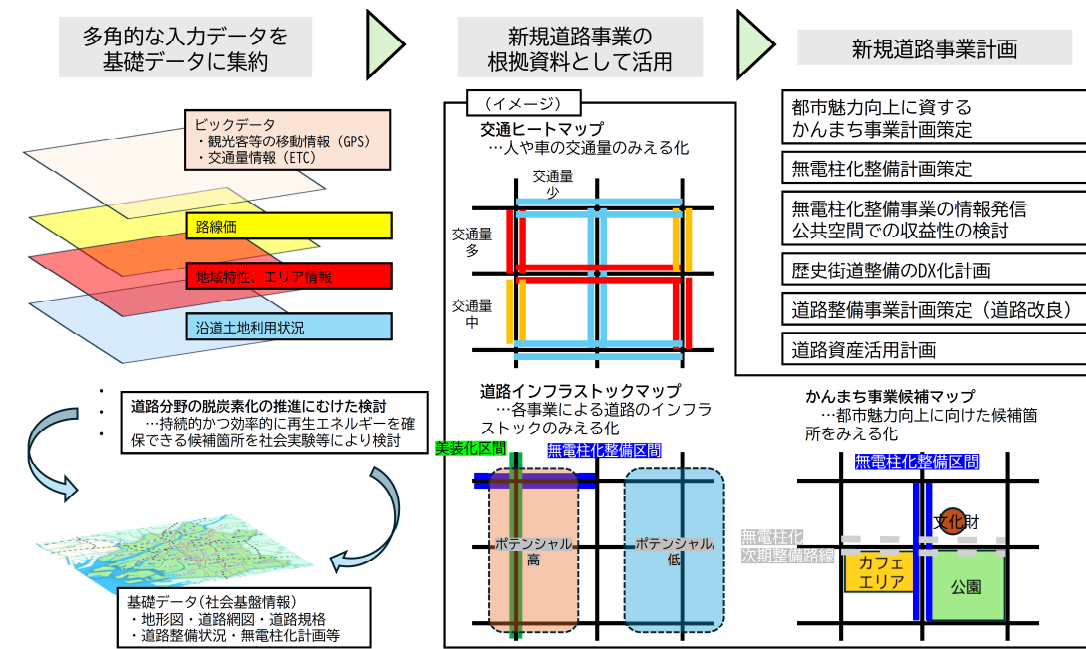 多角的な入力データを
基礎データに集約
新規道路事業の
根拠資料として活用
新規道路事業計画
ビックデータ
・観光客等の移動情報（GPS）
・交通量情報（ETC）
路線価
地域特性、エリア情報
沿道土地利用状況
・
・
・
道路分野の脱炭素化の推進にむけた検討
…持続的かつ効率的に再生エネルギーを確
保できる候補箇所を社会実験等により検討
基礎データ（社会基盤情報）
・地形図・道路網図・道路規格
・道路整備状況・無電柱化計画等
（イメージ）
交通ヒートマップ
…人や車の交通量のみえる化
交通量
少
交通量
多
交通量
中
道路インフラストックマップ
…各事業による道路のインフラ
ストックのみえる化
美装化区間
無電柱化整備区間
ポテンシャル
高
ポテンシャル
低
都市魅力向上に資する
かんまち事業計画策定
無電柱化整備計画策定
無電柱化整備事業の情報発信
公共空間での収益性の検討
歴史街道整備のDX化計画
道路整備事業計画策定（道路改良）
道路資産活用計画
かんまち事業候補マップ
…都市魅力向上に向けた候補箇
所をみえる化
無電柱化整備区間
文化財
無電柱化
次期整備路線
カフェ
エリア
公園